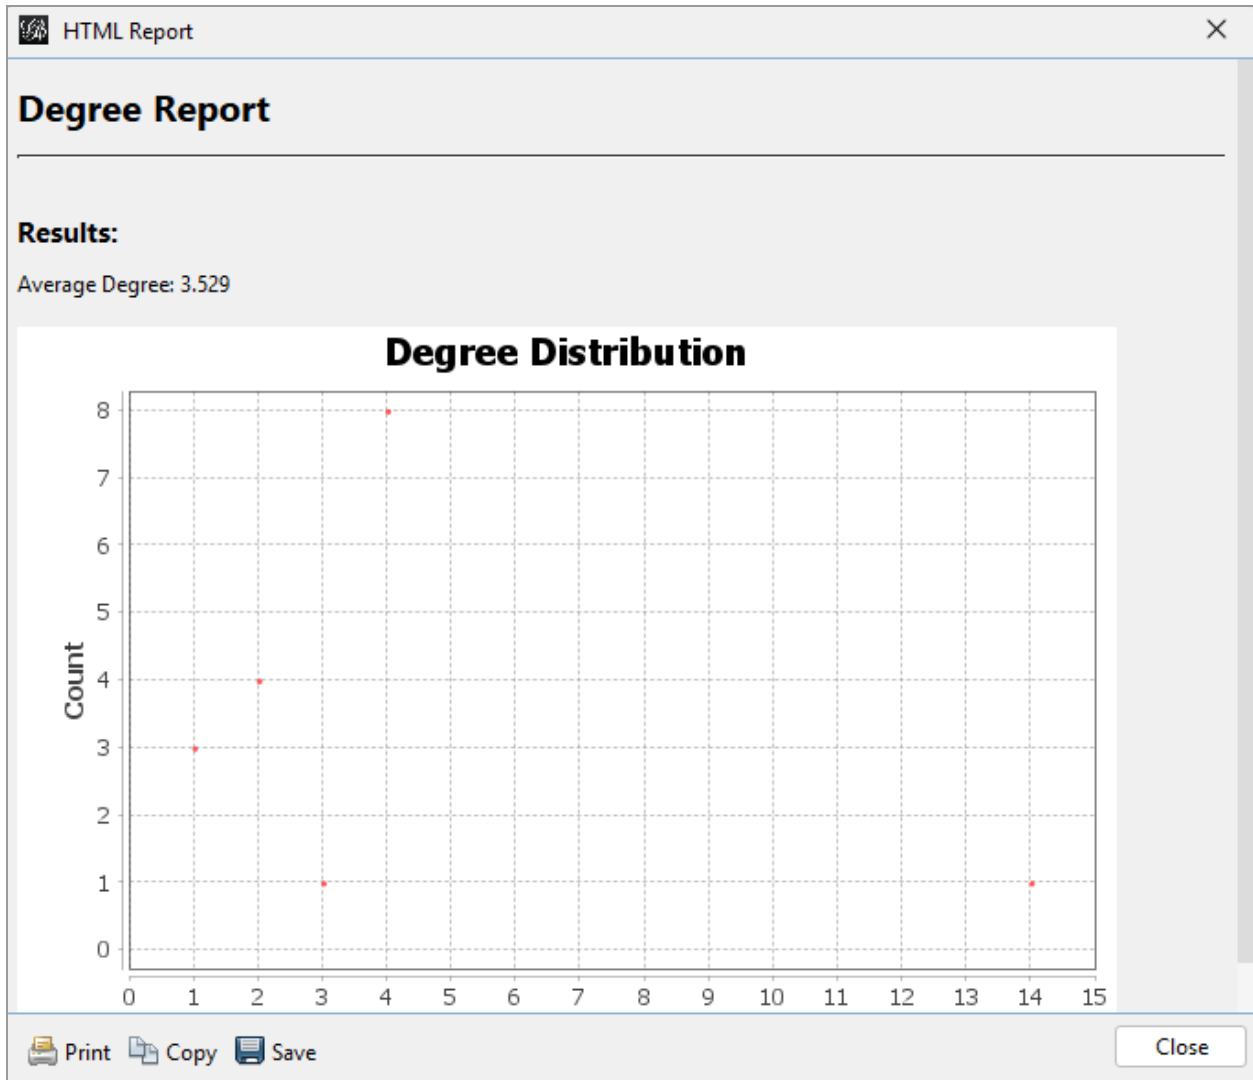 HTML Report
Degree Report
Results:
Average Degree: 3.529
Degree Distribution
8
7
6
5
4
3
2
1
0
Count
0 1 2 3 4 5 6 7 8 9 10 11 12 13 14 15
Print Copy Save Close